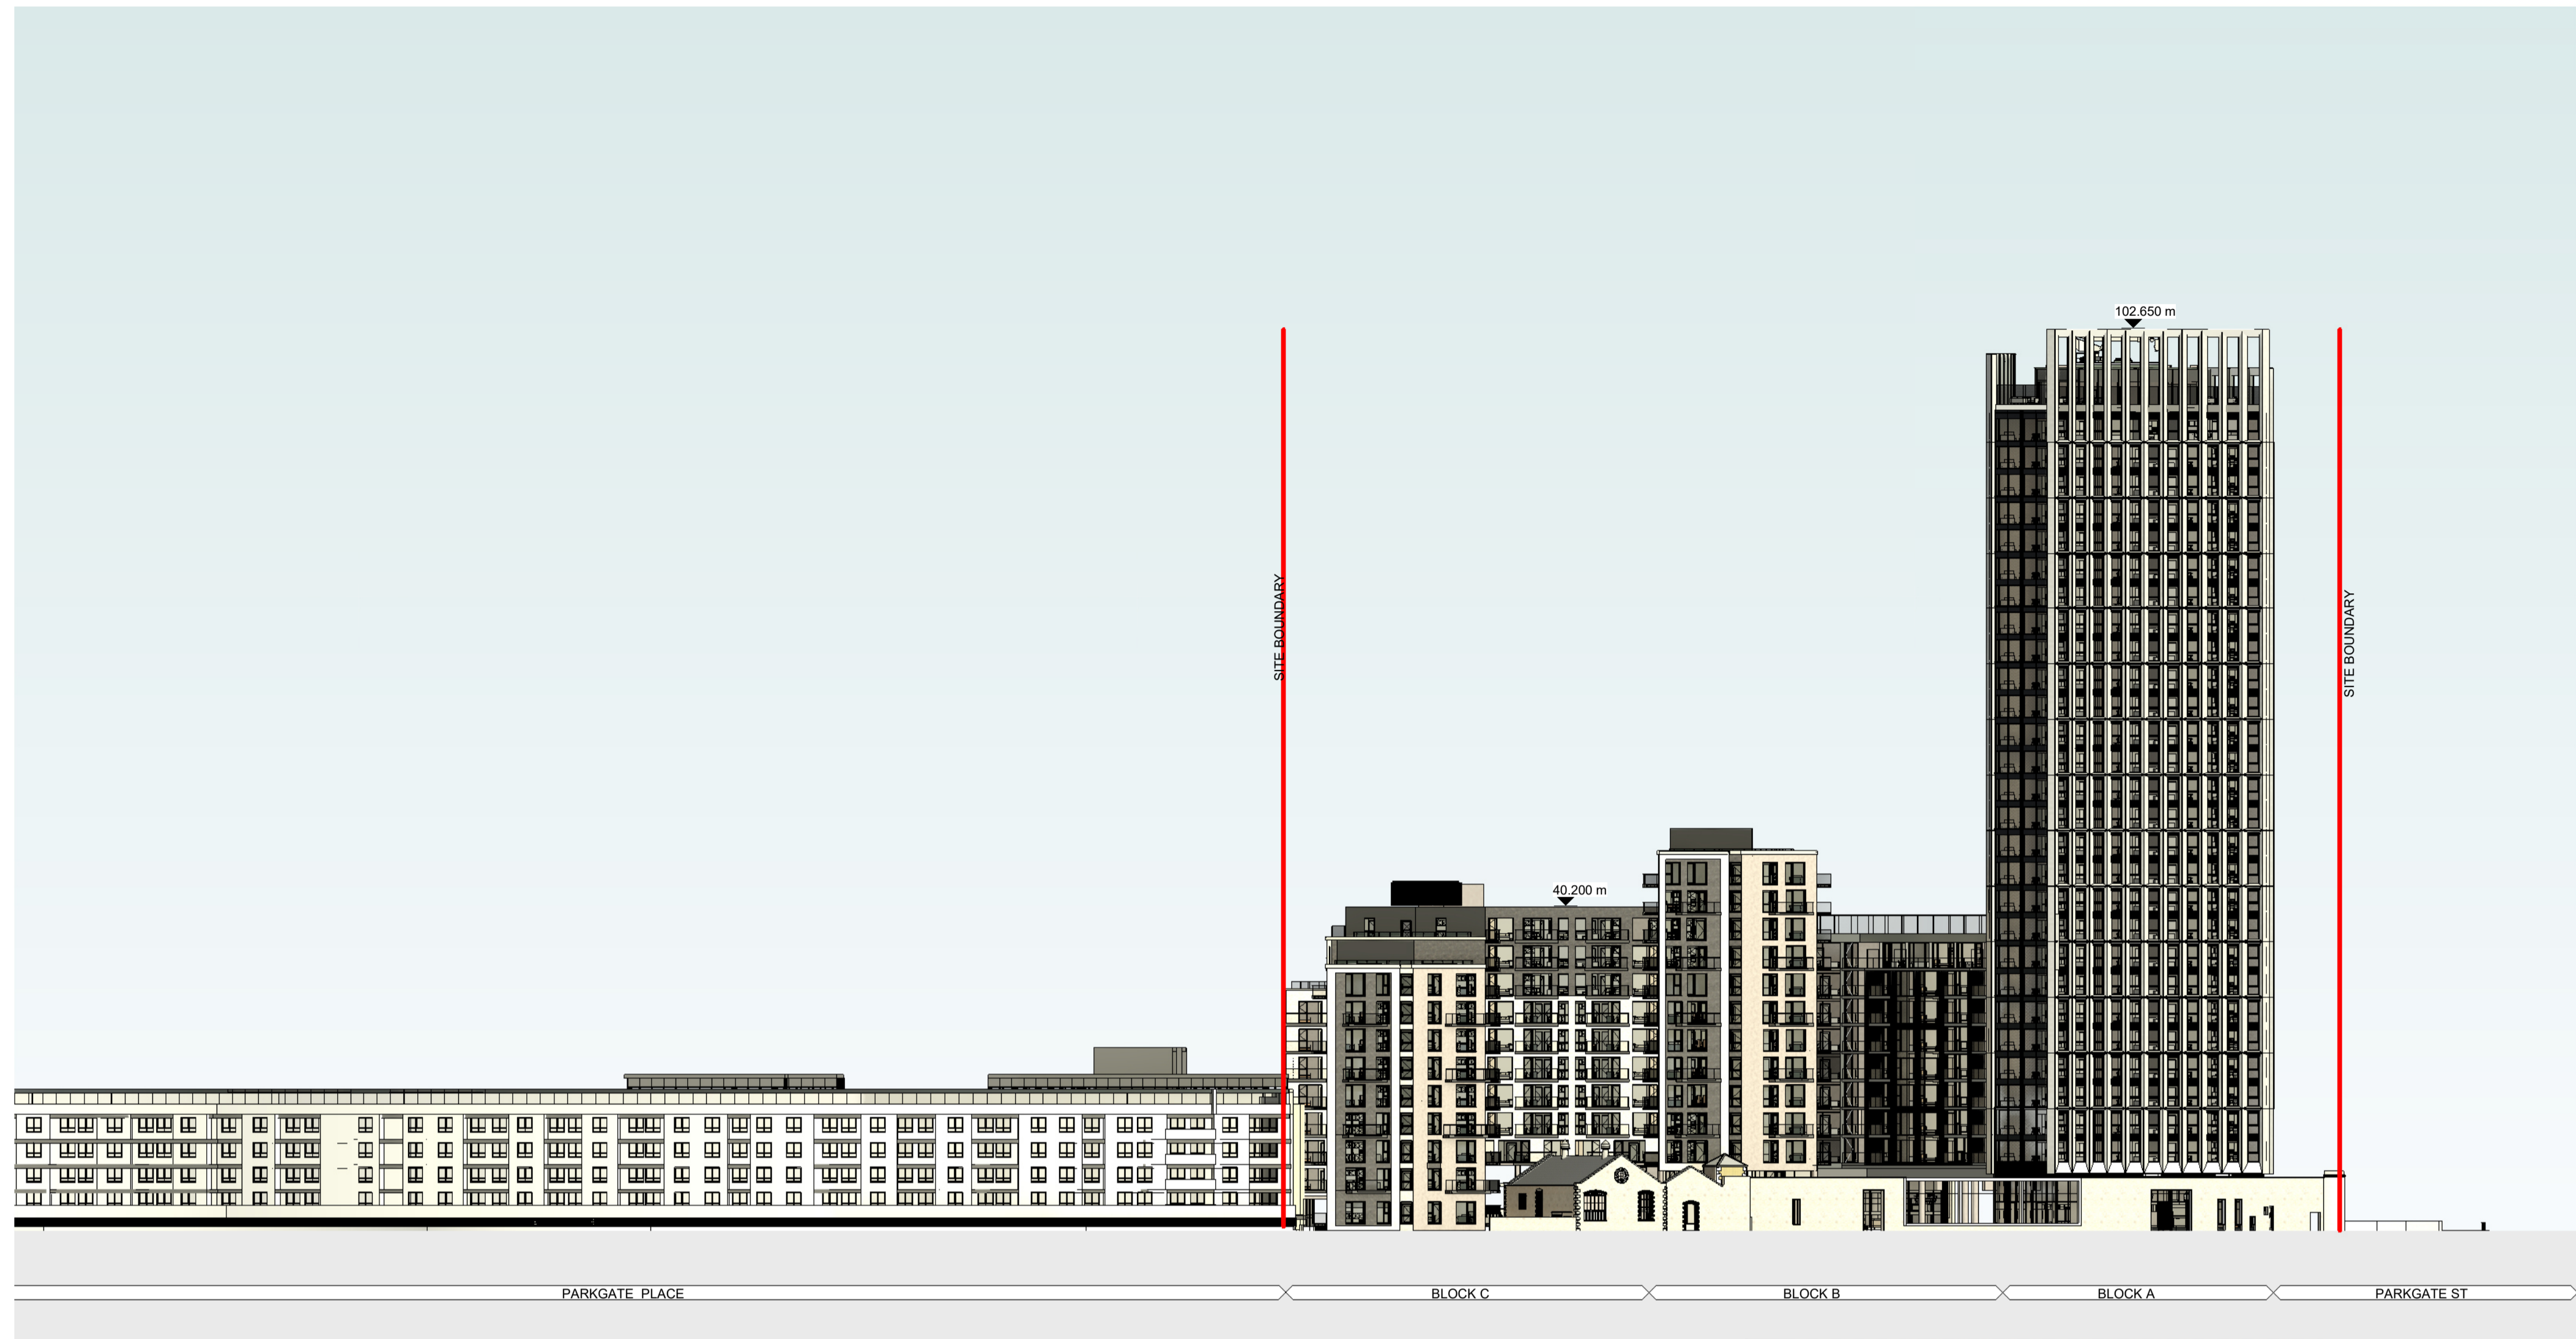 102.650 m
SITE BOUNDARY
SITE BOUNDARY
40.200 m
PARKGATE PLACE
BLOCK C
BLOCK B
BLOCK A
PARKGATE ST